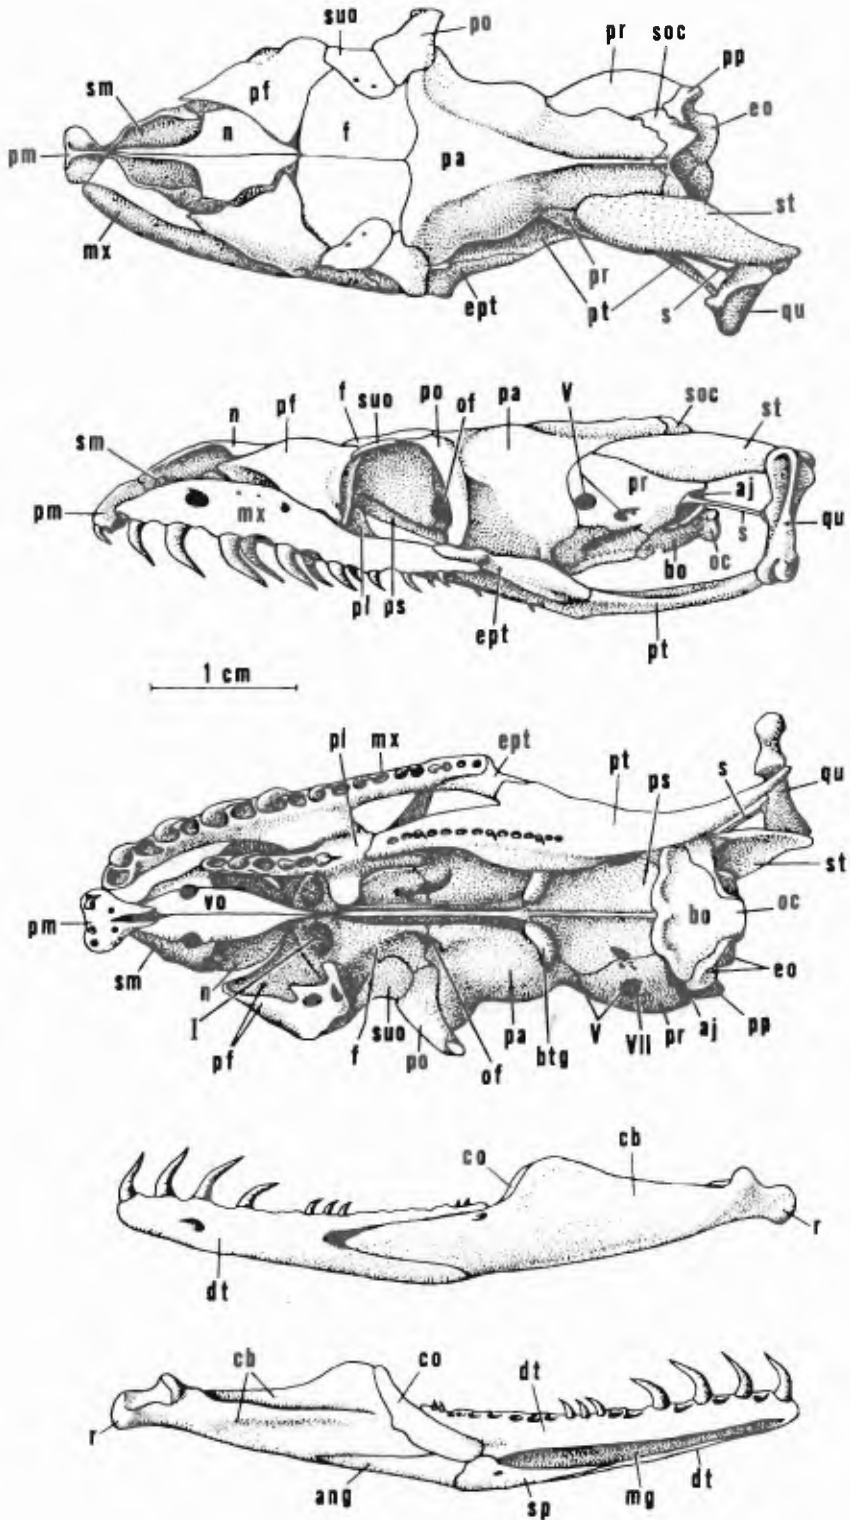 suo po pr soc pp
sm pf eo
n f
pm pa
st
mx
pr
ept pt s qu
n pf f suo po of pa V soc st
sm
pm mx pr aj
s qu
bo oc
pl ps ept
pt
1 cm
pl mx ept pt s qu
ps
st
vo bo oc
pm
sm eo
n
I pf f suo po of pa btg V VII pr aj pp
co cb
r
dt
cb co dt
r
ang sp mg dt